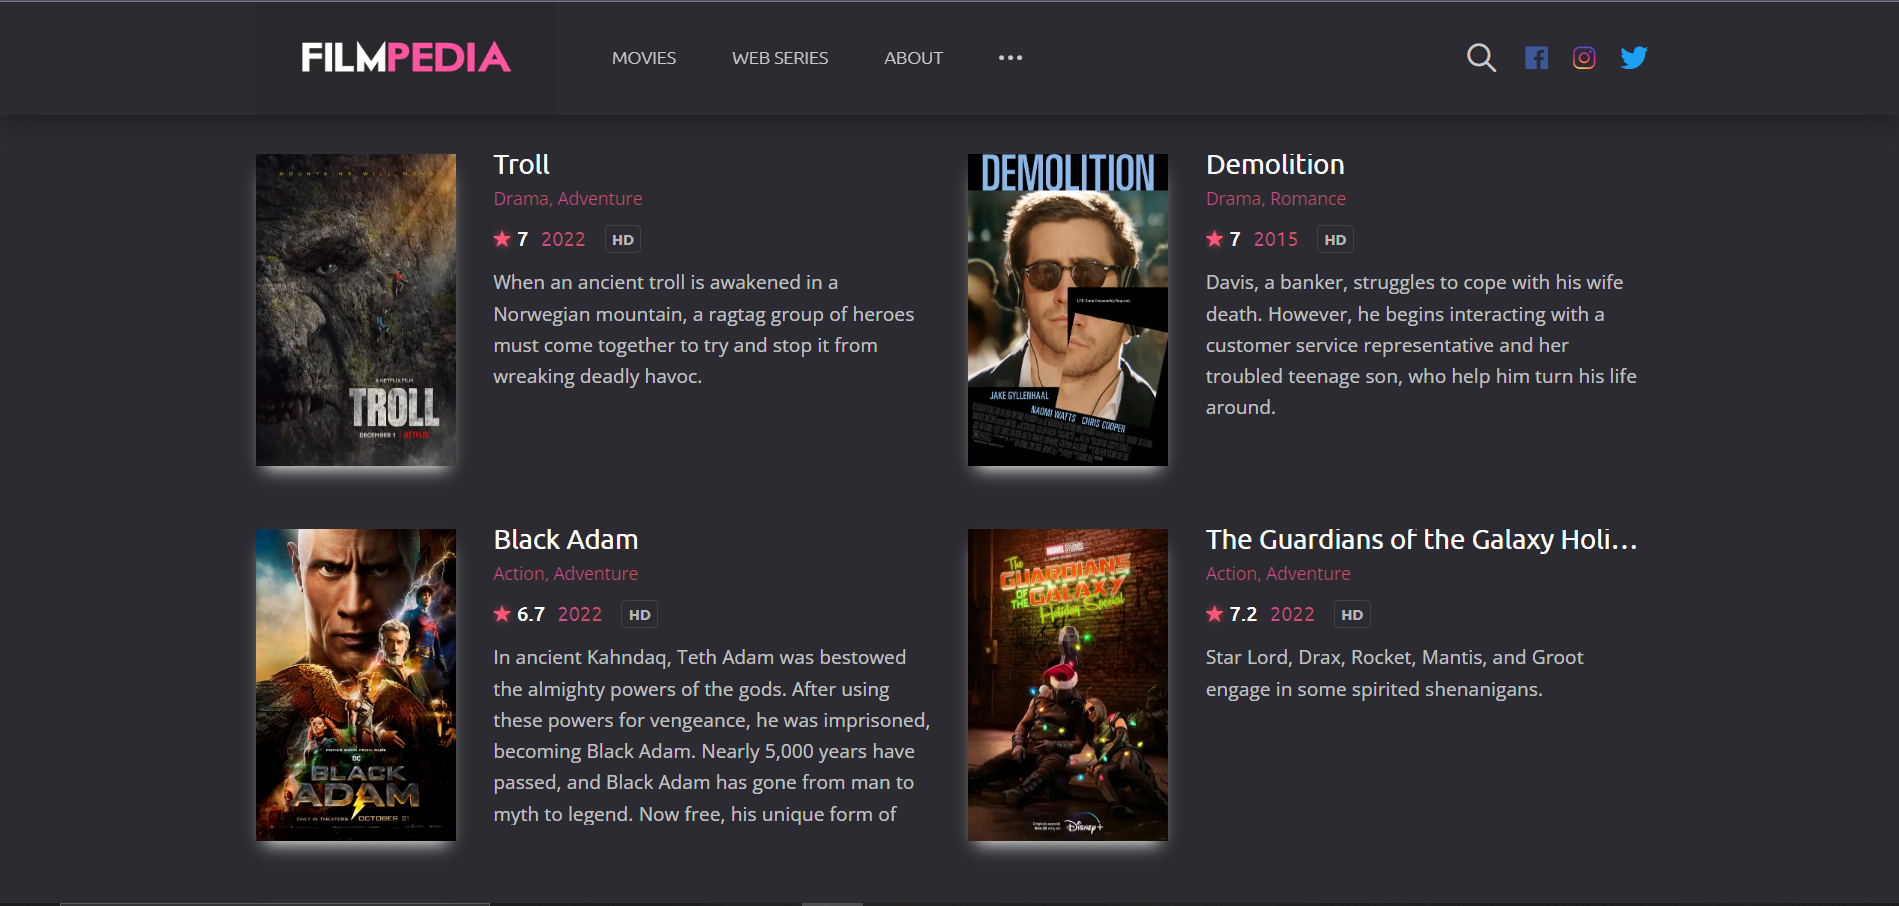 FILMPEDIA
MOVIES
WEB SERIES
ABOUT
MOUNTAINS WILL MOVE
A NETFLIX FILM
TROLL
DECEMBER 1 | NETFLIX
Troll
Drama, Adventure
7 2022 HD
When an ancient troll is awakened in a
Norwegian mountain, a ragtag group of heroes
must come together to try and stop it from
wreaking deadly havoc.
DEMOLITION
JAKE GYLLENHAAL
NAOMI WATTS CHRIS COOPER
Demolition
Drama, Romance
7 2015 HD
Davis, a banker, struggles to cope with his wife
death. However, he begins interacting with a
customer service representative and her
troubled teenage son, who help him turn his life
around.
DC
BLACK
ADAM
ONLY IN THEATERS OCTOBER 21
Black Adam
Action, Adventure
6.7 2022 HD
In ancient Kahndaq, Teth Adam was bestowed
the almighty powers of the gods. After using
these powers for vengeance, he was imprisoned,
becoming Black Adam. Nearly 5,000 years have
passed, and Black Adam has gone from man to
myth to legend. Now free, his unique form of
MARVEL STUDIOS
The
GUARDIANS
OF THE GALAXY
Holiday Special
Disney+
The Guardians of the Galaxy Holi...
Action, Adventure
7.2 2022 HD
Star Lord, Drax, Rocket, Mantis, and Groot
engage in some spirited shenanigans.